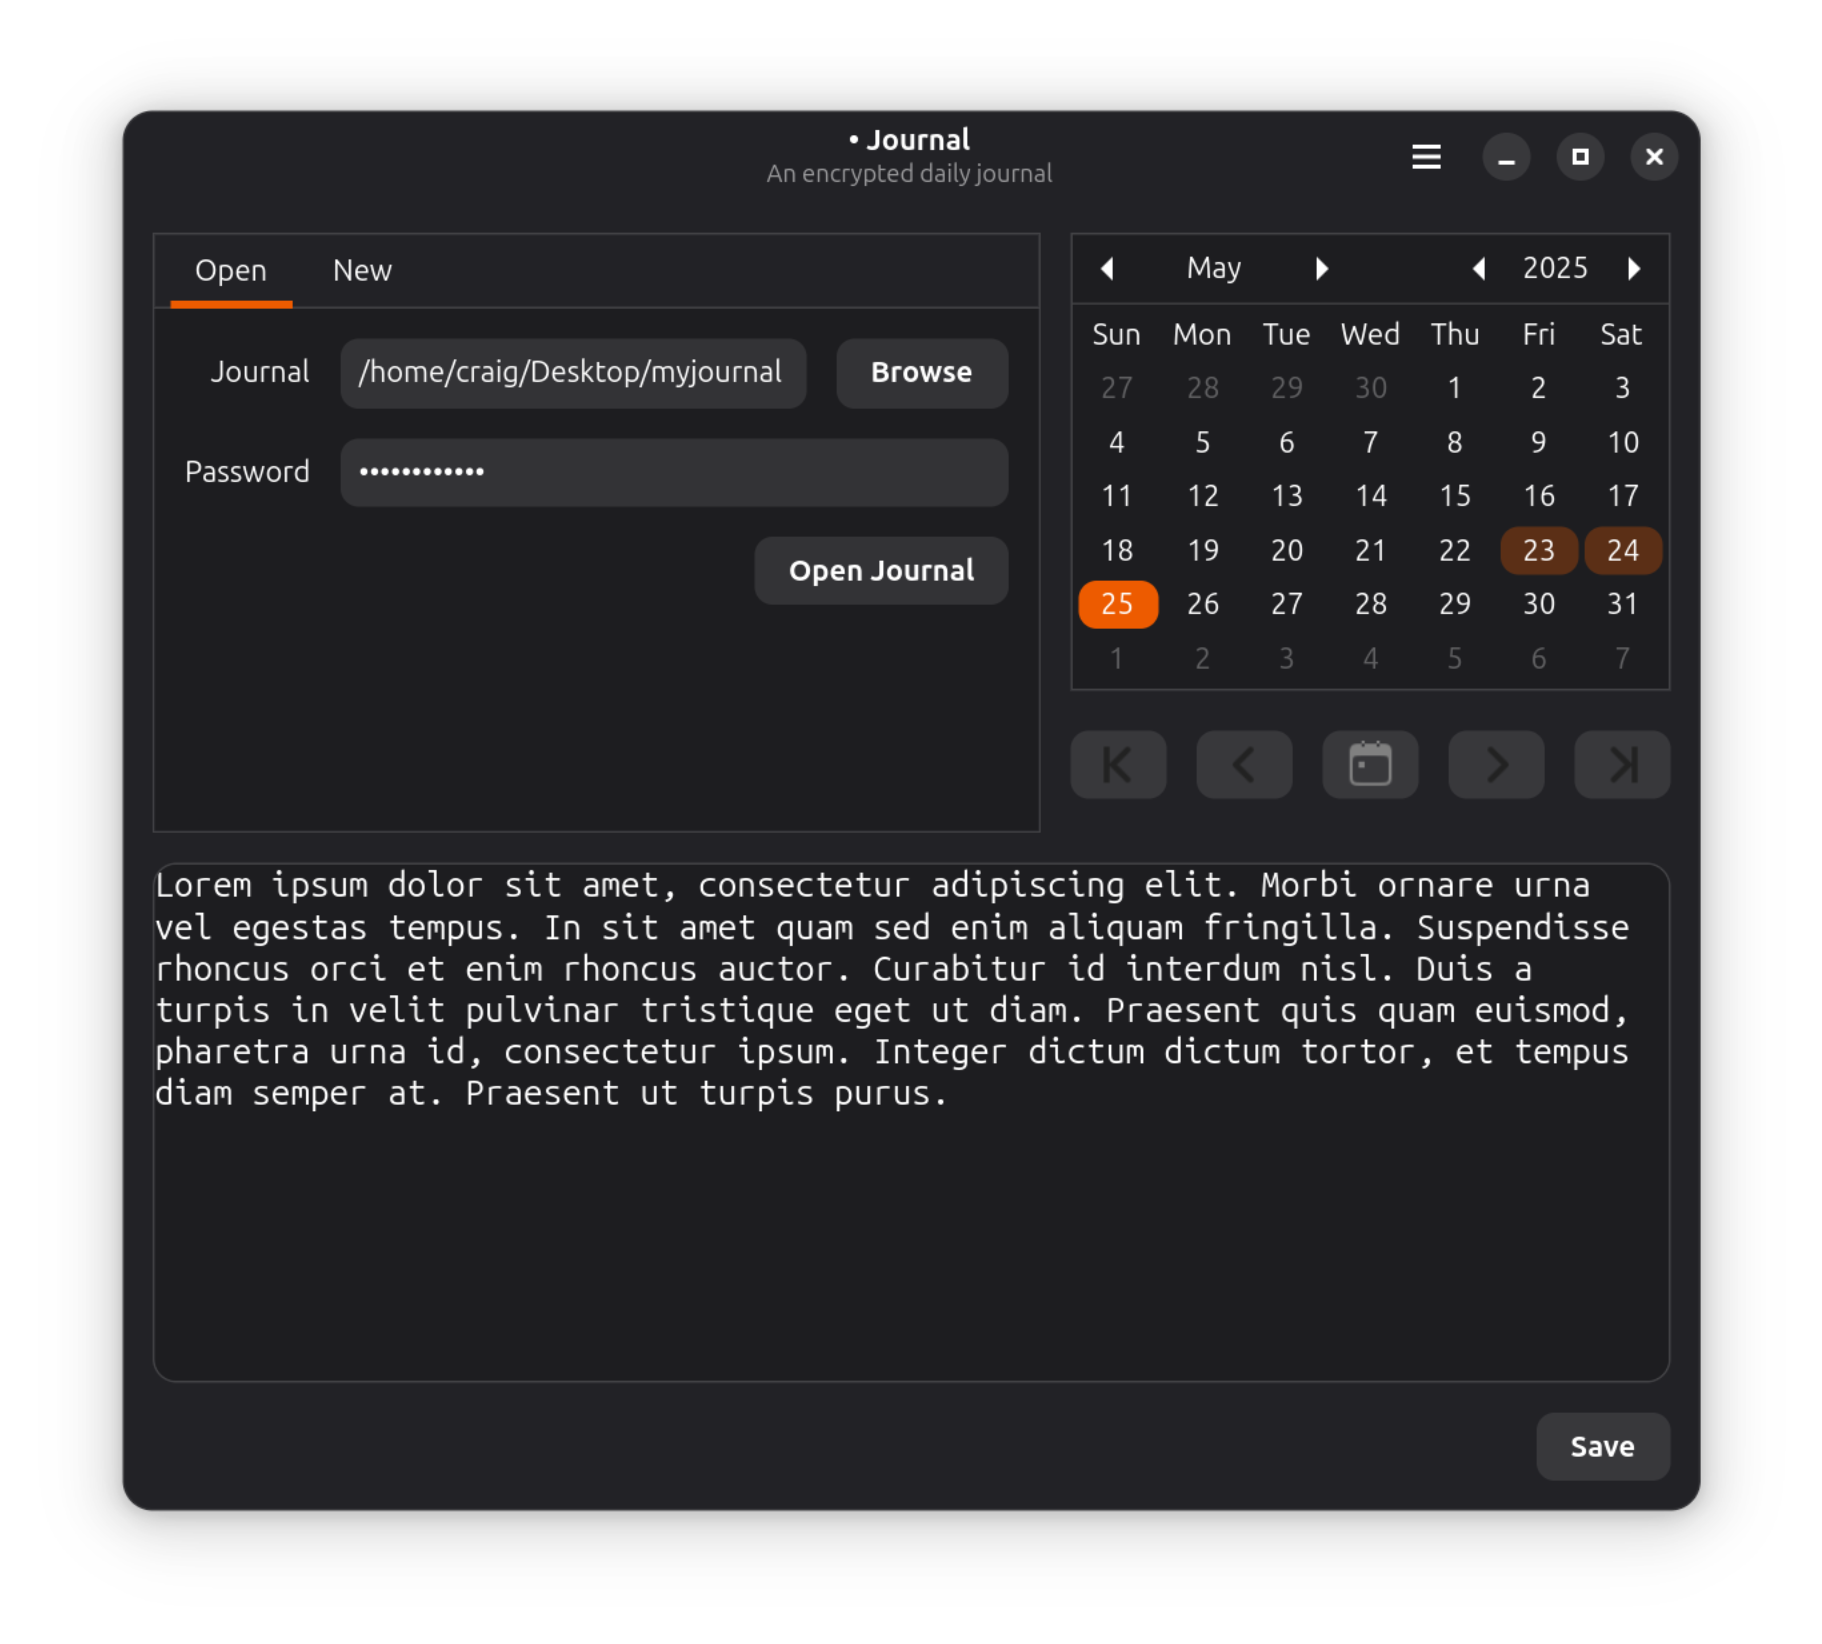 • Journal
An encrypted daily journal
Open New
Journal /home/craig/Desktop/myjournal Browse
Password ••••••••••••
Open Journal
May 2025
Sun Mon Tue Wed Thu Fri Sat
27 28 29 30 1 2 3
4 5 6 7 8 9 10
11 12 13 14 15 16 17
18 19 20 21 22 23 24
25 26 27 28 29 30 31
1 2 3 4 5 6 7
Lorem ipsum dolor sit amet, consectetur adipiscing elit. Morbi ornare urna
vel egestas tempus. In sit amet quam sed enim aliquam fringilla. Suspendisse
rhoncus orci et enim rhoncus auctor. Curabitur id interdum nisl. Duis a
turpis in velit pulvinar tristique eget ut diam. Praesent quis quam euismod,
pharetra urna id, consectetur ipsum. Integer dictum dictum tortor, et tempus
diam semper at. Praesent ut turpis purus.
Save